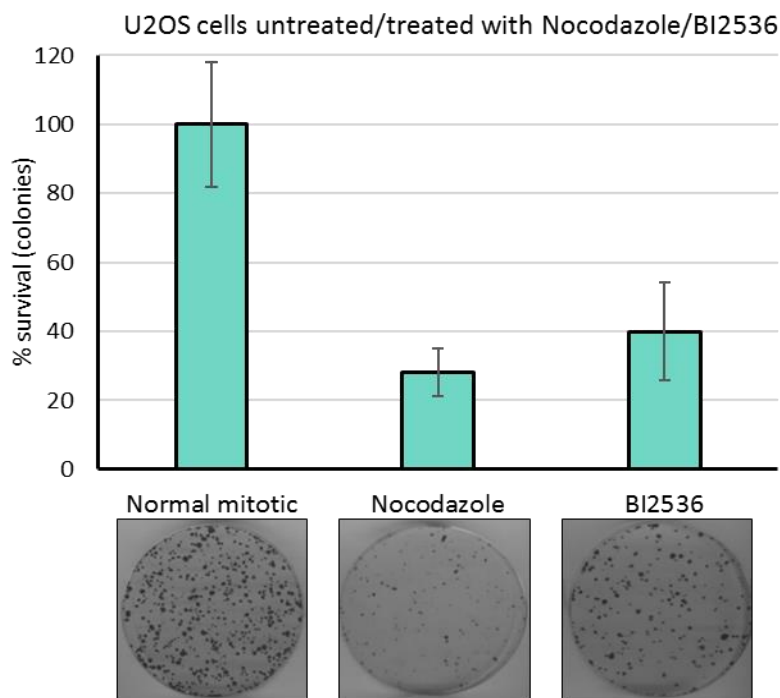 U2OS cells untreated/treated with Nocodazole/BI2536
% survival (colonies)
120
100
80
60
40
20
0
Normal mitotic
Nocodazole
BI2536